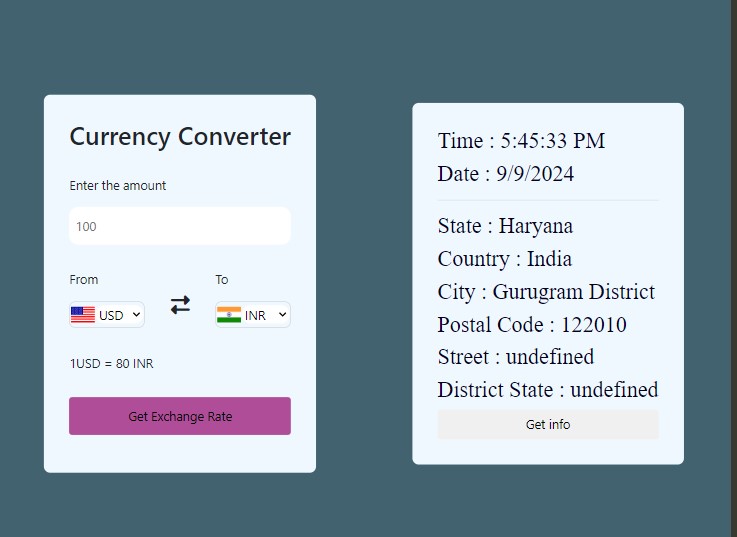 Currency Converter
Enter the amount
100
From
To
USD
INR
1USD = 80 INR
Get Exchange Rate
Time : 5:45:33 PM
Date : 9/9/2024
State : Haryana
Country : India
City : Gurugram District
Postal Code : 122010
Street : undefined
District State : undefined
Get info